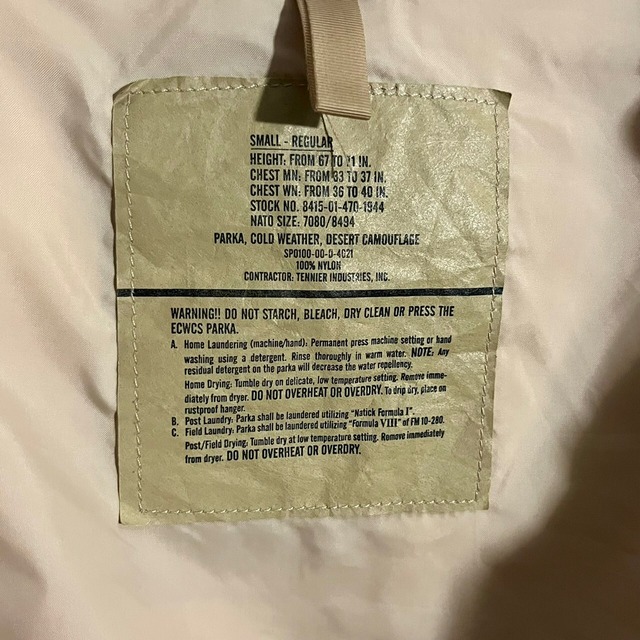 SMALL - REGULAR
HEIGHT: FROM 67 TO 71 IN.
CHEST MN: FROM 33 TO 37 IN.
CHEST WN: FROM 36 TO 40 IN.
STOCK NO. 8415-01-470-1944
NATO SIZE: 7080/8494
PARKA, COLD WEATHER, DESERT CAMOUFLAGE
SPO100-00-D-4021
100% NYLON
CONTRACTOR: TENNIER INDUSTRIES, INC.
WARNING!! DO NOT STARCH, BLEACH, DRY CLEAN OR PRESS THE
ECWCS PARKA.
A. Home Laundering (machine/hand): Permanent press machine setting or hand
washing using a detergent. Rinse thoroughly in warm water. NOTE: Any
residual detergent on the parka will decrease the water repellency.
Home Drying: Tumble dry on delicate, low temperature setting. Remove imme-
diately from dryer. DO NOT OVERHEAT OR OVERDRY. To drip dry, place on
rustproof hanger.
B. Post Laundry: Parka shall be laundered utilizing "Natick Formula I".
C. Field Laundry: Parka shall be laundered utilizing "Formula VIII" of FM 10-280.
Post/Field Drying: Tumble dry at low temperature setting. Remove immediately
from dryer. DO NOT OVERHEAT OR OVERDRY.